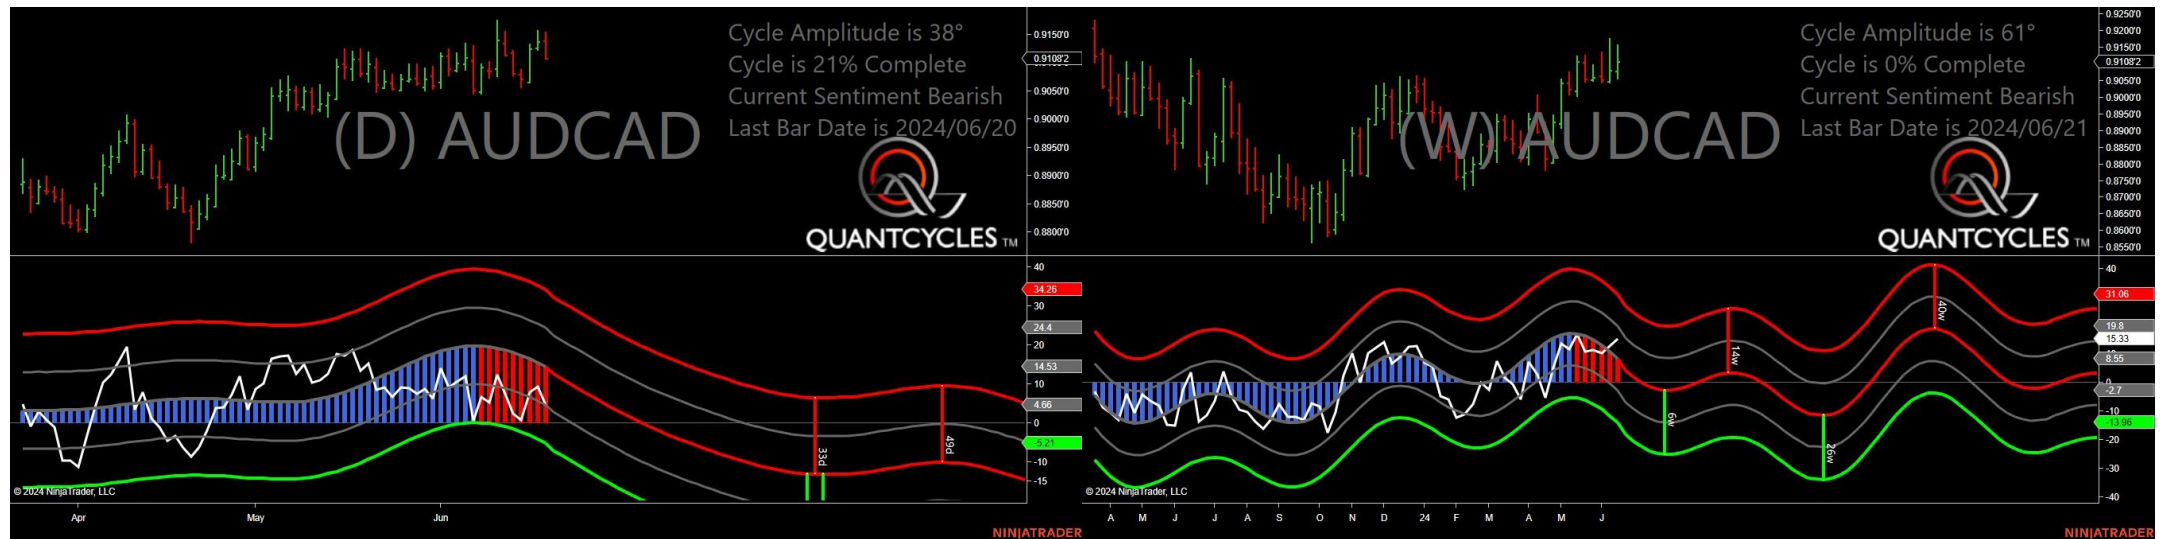 Cycle Amplitude is 38°
Cycle is 21% Complete
Current Sentiment Bearish
Last Bar Date is 2024/06/20
(D) AUDCAD
QUANTCYCLES TM
0.9150'0
0.9108'2
0.9050'0
0.9000'0
0.8950'0
0.8900'0
0.8850'0
0.8800'0
40
34.26
30
24.4
20
14.53
10
4.66
0
-5.21
-10
-15
33d
49d
© 2024 NinjaTrader, LLC
Apr May Jun
NINJATRADER
Cycle Amplitude is 61°
Cycle is 0% Complete
Current Sentiment Bearish
Last Bar Date is 2024/06/21
(W) AUDCAD
QUANTCYCLES TM
0.9250'0
0.9200'0
0.9150'0
0.9108'2
0.9050'0
0.9000'0
0.8950'0
0.8900'0
0.8850'0
0.8800'0
0.8750'0
0.8700'0
0.8650'0
0.8600'0
0.8550'0
40
31.06
19.8
15.33
8.55
0
-2.7
-10
-13.96
-20
-30
-40
6w
14w
26w
40w
© 2024 NinjaTrader, LLC
A M J J A S O N D 24 F M A M J
NINJATRADER